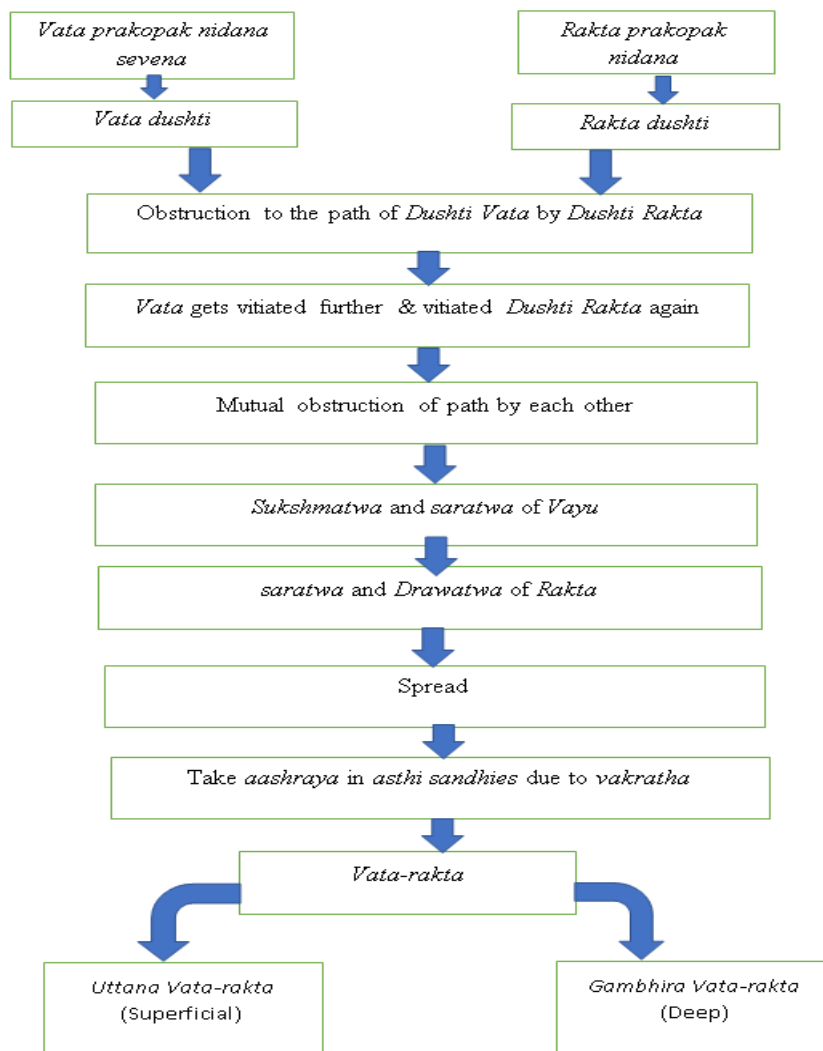 Vata prakopak nidana
sevena
Rakta prakopak
nidana
Vata dushti
Rakta dushti
Obstruction to the path of Dushti Vata by Dushti Rakta
Vata gets vitiated further & vitiated Dushti Rakta again
Mutual obstruction of path by each other
Sukshmatwa and saratwa of Vayu
saratwa and Drawatwa of Rakta
Spread
Take aashraya in asthi sandhies due to vakratha
Vata-rakta
Uttana Vata-rakta
(Superficial)
Gambhira Vata-rakta
(Deep)